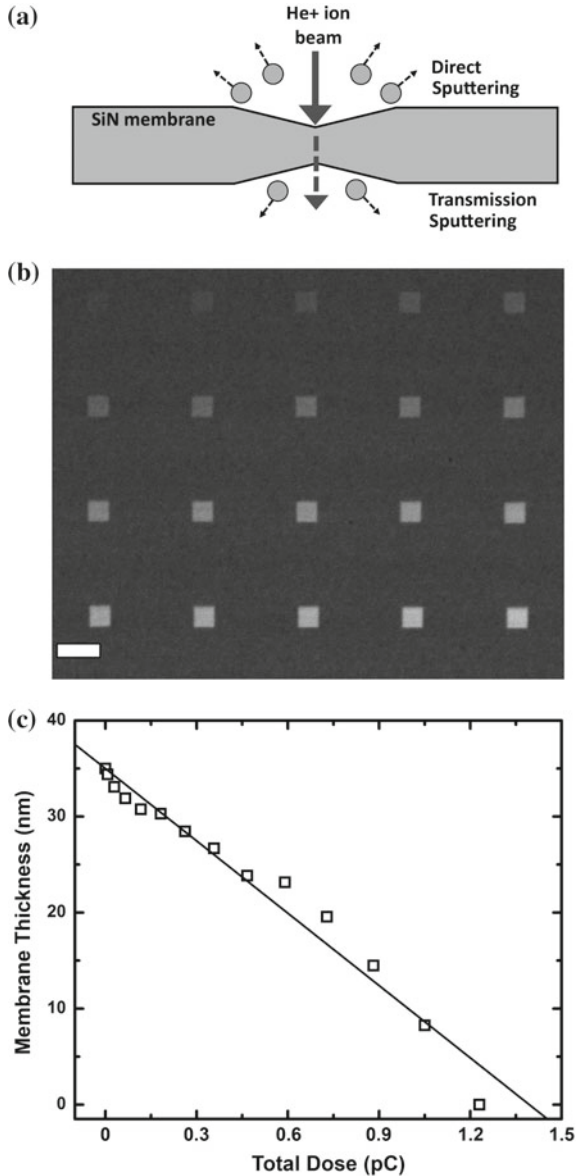 (a)
He+ ion
beam
Direct
Sputtering
SiN membrane
Transmission
Sputtering
(b)
(c)
40
30
20
10
0
Membrane Thickness (nm)
0 0.3 0.6 0.9 1.2 1.5
Total Dose (pC)